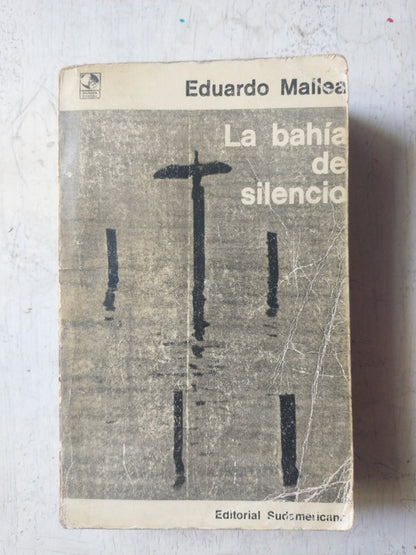 Eduardo Mallea
La bahía
de
silencio
Editorial Sudamericana